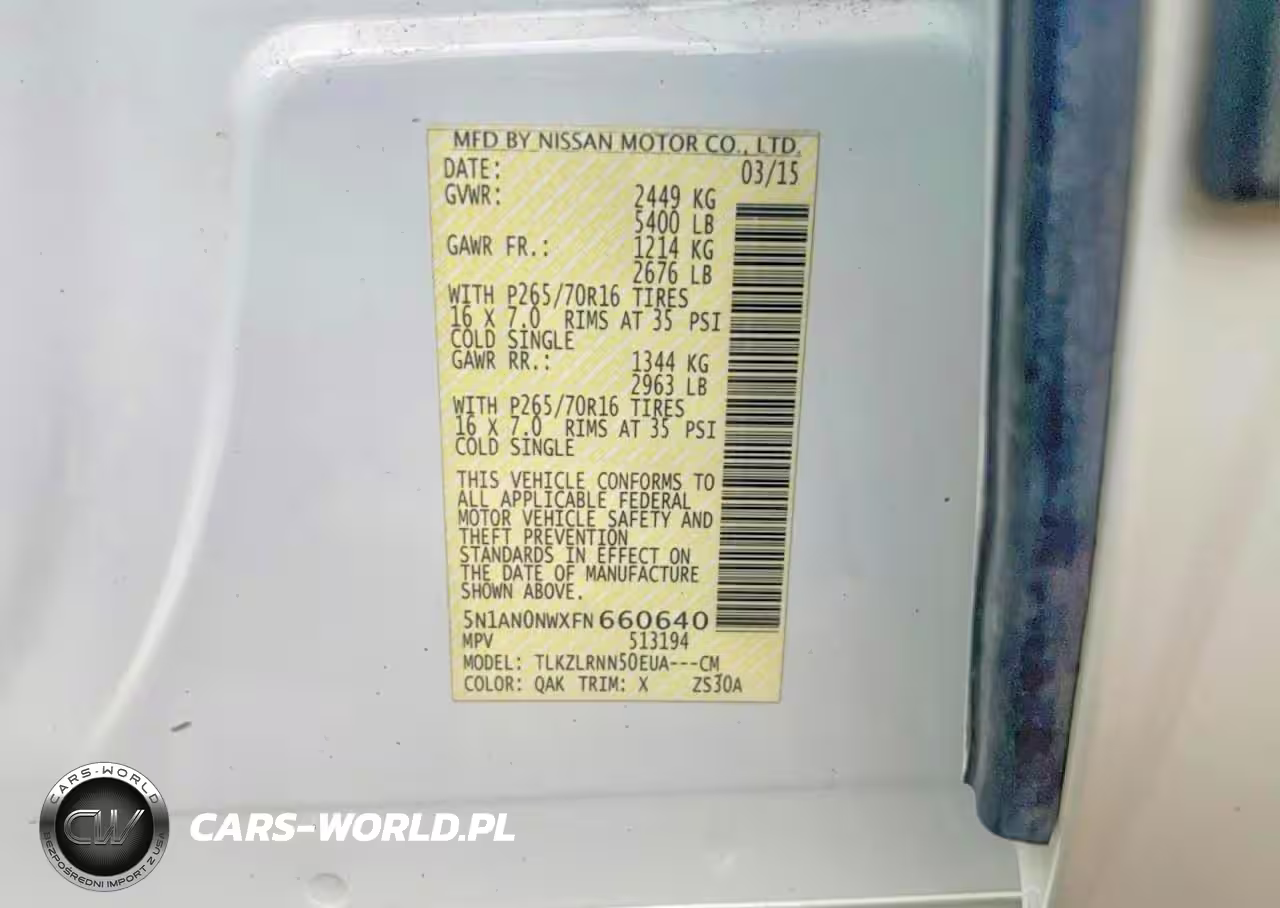 MFD BY NISSAN MOTOR CO., LTD.
DATE: 03/15
GVWR: 2449 KG
5400 LB
GAWR FR.: 1214 KG
2676 LB
WITH P265/70R16 TIRES
16 X 7.0 RIMS AT 35 PSI
COLD SINGLE
GAWR RR.: 1344 KG
2963 LB
WITH P265/70R16 TIRES
16 X 7.0 RIMS AT 35 PSI
COLD SINGLE
THIS VEHICLE CONFORMS TO
ALL APPLICABLE FEDERAL
MOTOR VEHICLE SAFETY AND
THEFT PREVENTION
STANDARDS IN EFFECT ON
THE DATE OF MANUFACTURE
SHOWN ABOVE.
5N1AN0NWXFN660640
MPV 513194
MODEL: TLKZLRNN50EUA---CM
COLOR: QAK TRIM: X ZS30A
CARS-WORLD
CW
BEZPOŚREDNI IMPORT Z USA
CARS-WORLD.PL